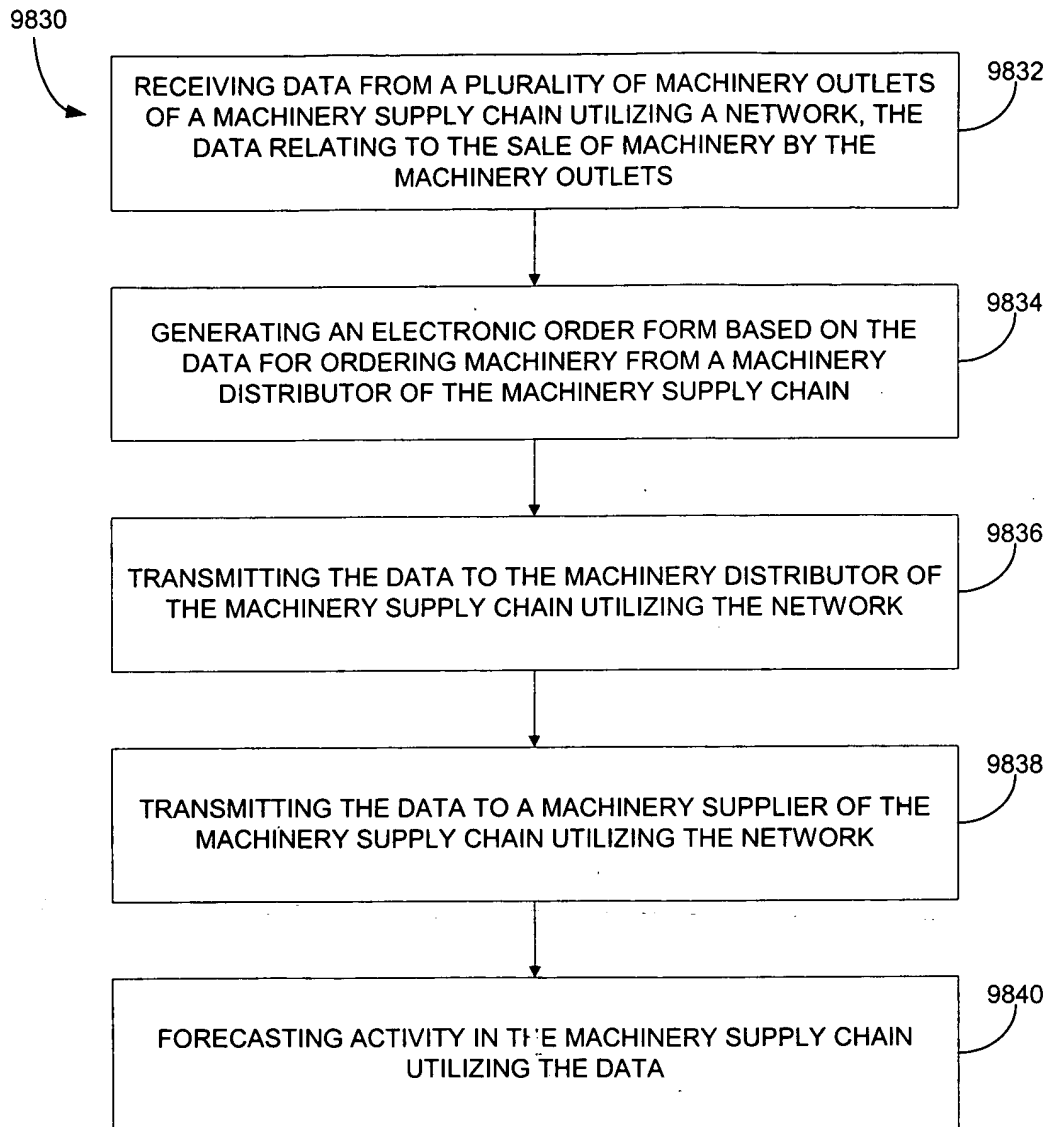 9830
RECEIVING DATA FROM A PLURALITY OF MACHINERY OUTLETS
OF A MACHINERY SUPPLY CHAIN UTILIZING A NETWORK, THE
DATA RELATING TO THE SALE OF MACHINERY BY THE
MACHINERY OUTLETS
9832
GENERATING AN ELECTRONIC ORDER FORM BASED ON THE
DATA FOR ORDERING MACHINERY FROM A MACHINERY
DISTRIBUTOR OF THE MACHINERY SUPPLY CHAIN
9834
TRANSMITTING THE DATA TO THE MACHINERY DISTRIBUTOR OF
THE MACHINERY SUPPLY CHAIN UTILIZING THE NETWORK
9836
TRANSMITTING THE DATA TO A MACHINERY SUPPLIER OF THE
MACHINERY SUPPLY CHAIN UTILIZING THE NETWORK
9838
FORECASTING ACTIVITY IN THE MACHINERY SUPPLY CHAIN
UTILIZING THE DATA
9840